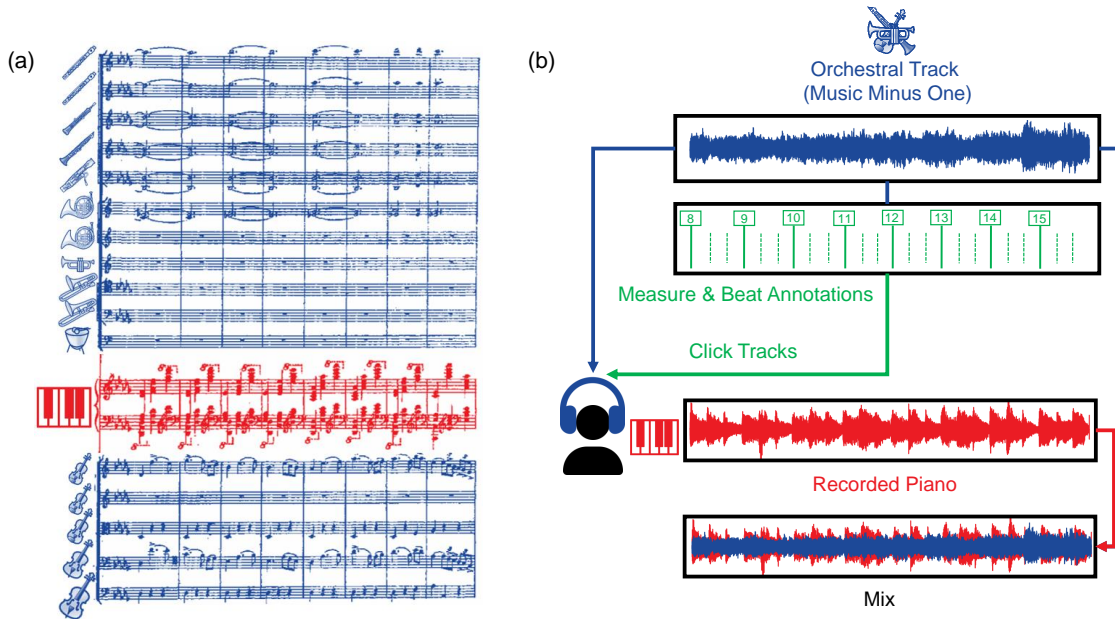 (a)
(b)
Orchestral Track
(Music Minus One)
8 9 10 11 12 13 14 15
Measure & Beat Annotations
Click Tracks
Recorded Piano
Mix